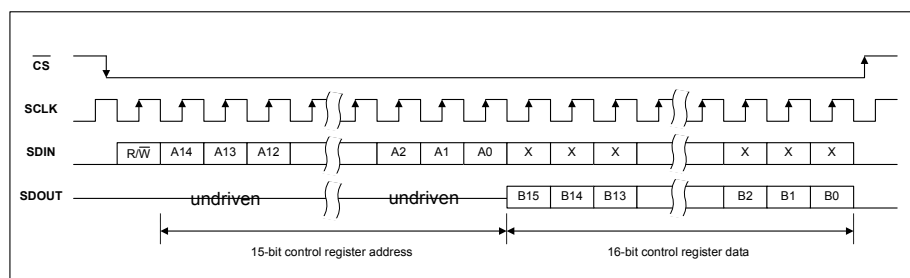 CS
SCLK
SDIN R/W A14 A13 A12 A2 A1 A0 X X X X X X
SDOUT undriven undriven B15 B14 B13 B2 B1 B0
15-bit control register address 16-bit control register data